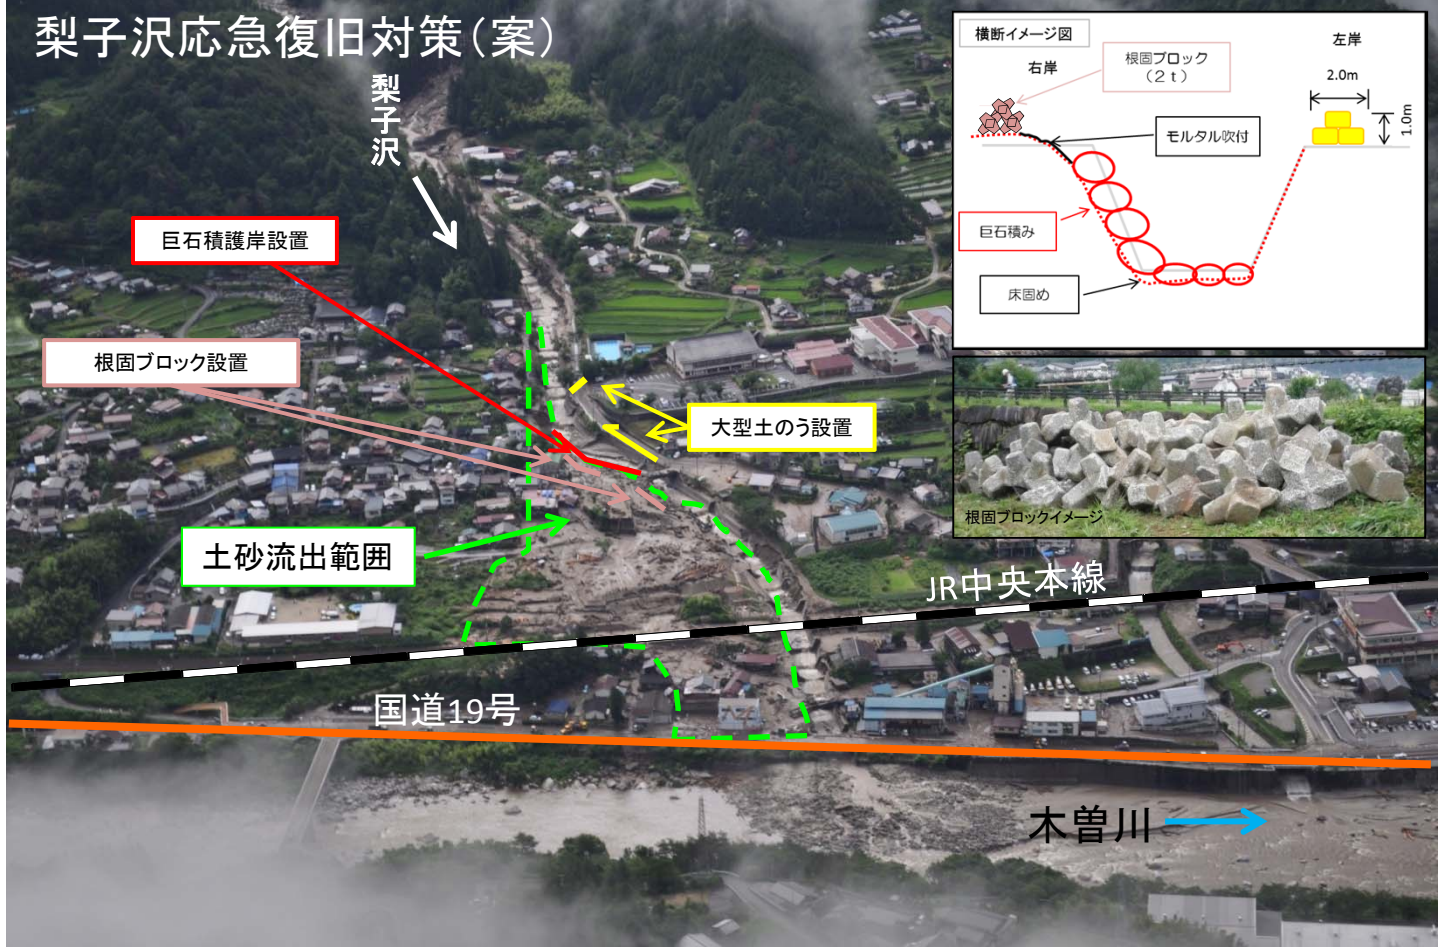 梨子沢応急復旧対策(案)
梨子沢
巨石積護岸設置
根固ブロック設置
大型土のう設置
土砂流出範囲
JR中央本線
国道19号
木曽川
横断イメージ図
右岸
左岸
根固ブロック
(2t)
2.0m
1.0m
モルタル吹付
巨石積み
床固め
根固ブロックイメージ